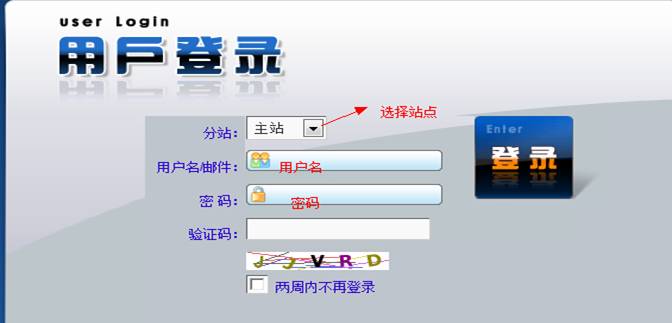 user Login
用户登录
分站： 主站 选择站点
Enter
登录
用户名/邮件： 用户名
密 码： 密码
验证码：
JJVRD
两周内不再登录